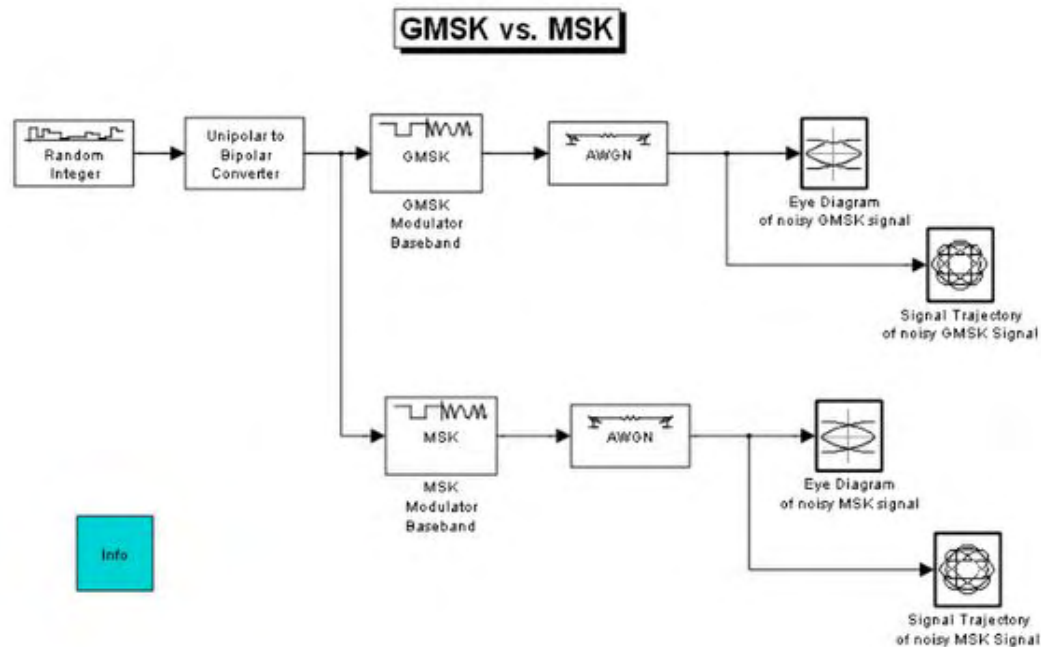 GMSK vs. MSK
Random
Integer
Unipolar to
Bipolar
Converter
GMSK
GMSK
Modulator
Baseband
AWGN
Eye Diagram
of noisy GMSK signal
Signal Trajectory
of noisy GMSK Signal
MSK
MSK
Modulator
Baseband
AWGN
Eye Diagram
of noisy MSK signal
Signal Trajectory
of noisy MSK Signal
Info